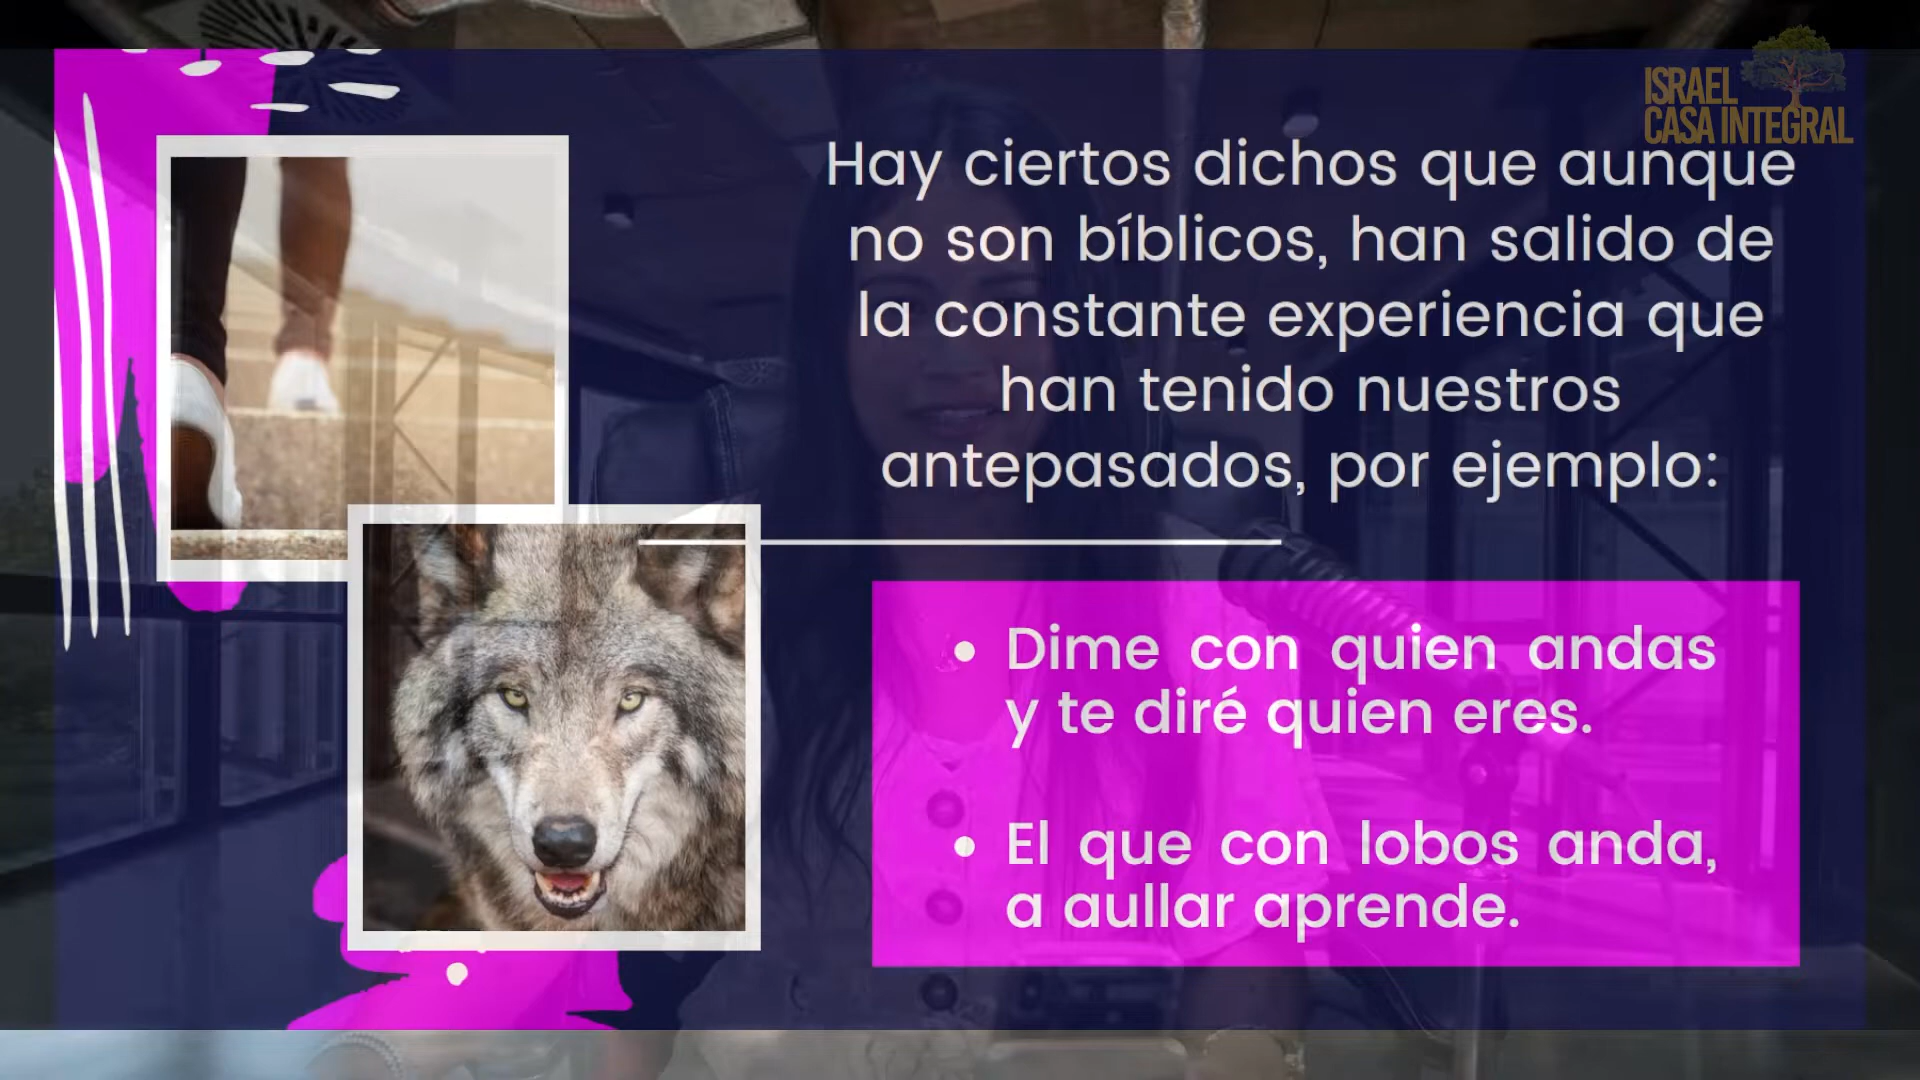 ISRAEL
CASA INTEGRAL
Hay ciertos dichos que aunque
no son bíblicos, han salido de
la constante experiencia que
han tenido nuestros
antepasados, por ejemplo:
• Dime con quien andas
y te diré quien eres.
• El que con lobos anda,
a aullar aprende.